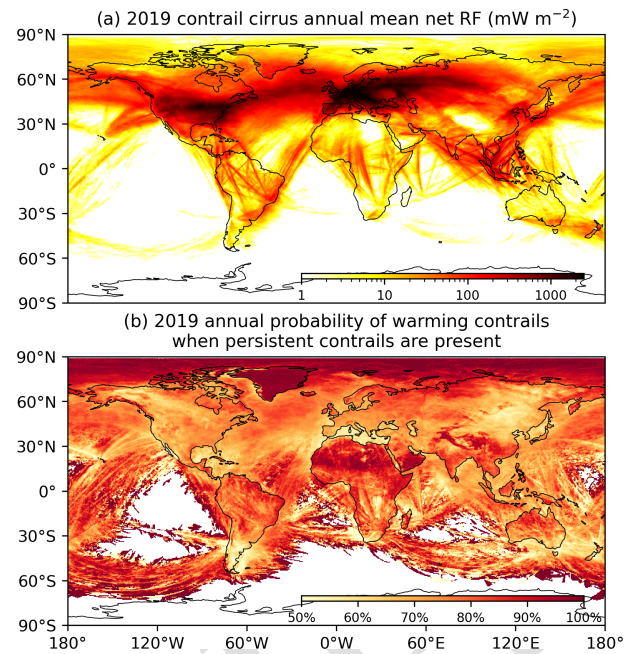 (a) 2019 contrail cirrus annual mean net RF (mW m⁻²)
90°N
60°N
30°N
0°
30°S
60°S
90°S
1 10 100 1000
(b) 2019 annual probability of warming contrails
when persistent contrails are present
90°N
60°N
30°N
0°
30°S
60°S
90°S
50% 60% 70% 80% 90% 100%
180° 120°W 60°W 0°W 60°E 120°E 180°